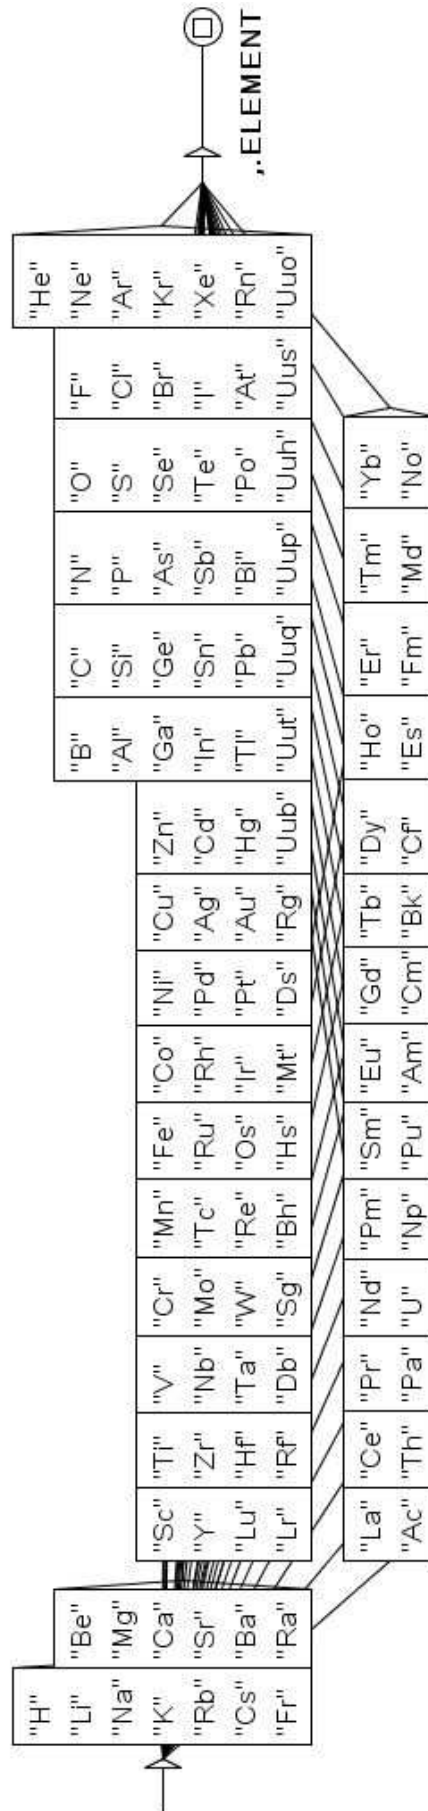 "H" "He"
"Li" "Be" "B" "C" "N" "O" "F" "Ne"
"Na" "Mg" "Al" "Si" "P" "S" "Cl" "Ar"
"K" "Ca" "Sc" "Ti" "V" "Cr" "Mn" "Fe" "Co" "Ni" "Cu" "Zn" "Ga" "Ge" "As" "Se" "Br" "Kr"
"Rb" "Sr" "Y" "Zr" "Nb" "Mo" "Tc" "Ru" "Rh" "Pd" "Ag" "Cd" "In" "Sn" "Sb" "Te" "I" "Xe"
"Cs" "Ba" "Lu" "Hf" "Ta" "W" "Re" "Os" "Ir" "Pt" "Au" "Hg" "Tl" "Pb" "Bi" "Po" "At" "Rn" ,.ELEMENT
"Fr" "Ra" "Lr" "Rf" "Db" "Sg" "Bh" "Hs" "Mt" "Ds" "Rg" "Uub" "Uut" "Uuq" "Uup" "Uuh" "Uus" "Uuo"
"La" "Ce" "Pr" "Nd" "Pm" "Sm" "Eu" "Gd" "Tb" "Dy" "Ho" "Er" "Tm" "Yb"
"Ac" "Th" "Pa" "U" "Np" "Pu" "Am" "Cm" "Bk" "Cf" "Es" "Fm" "Md" "No"